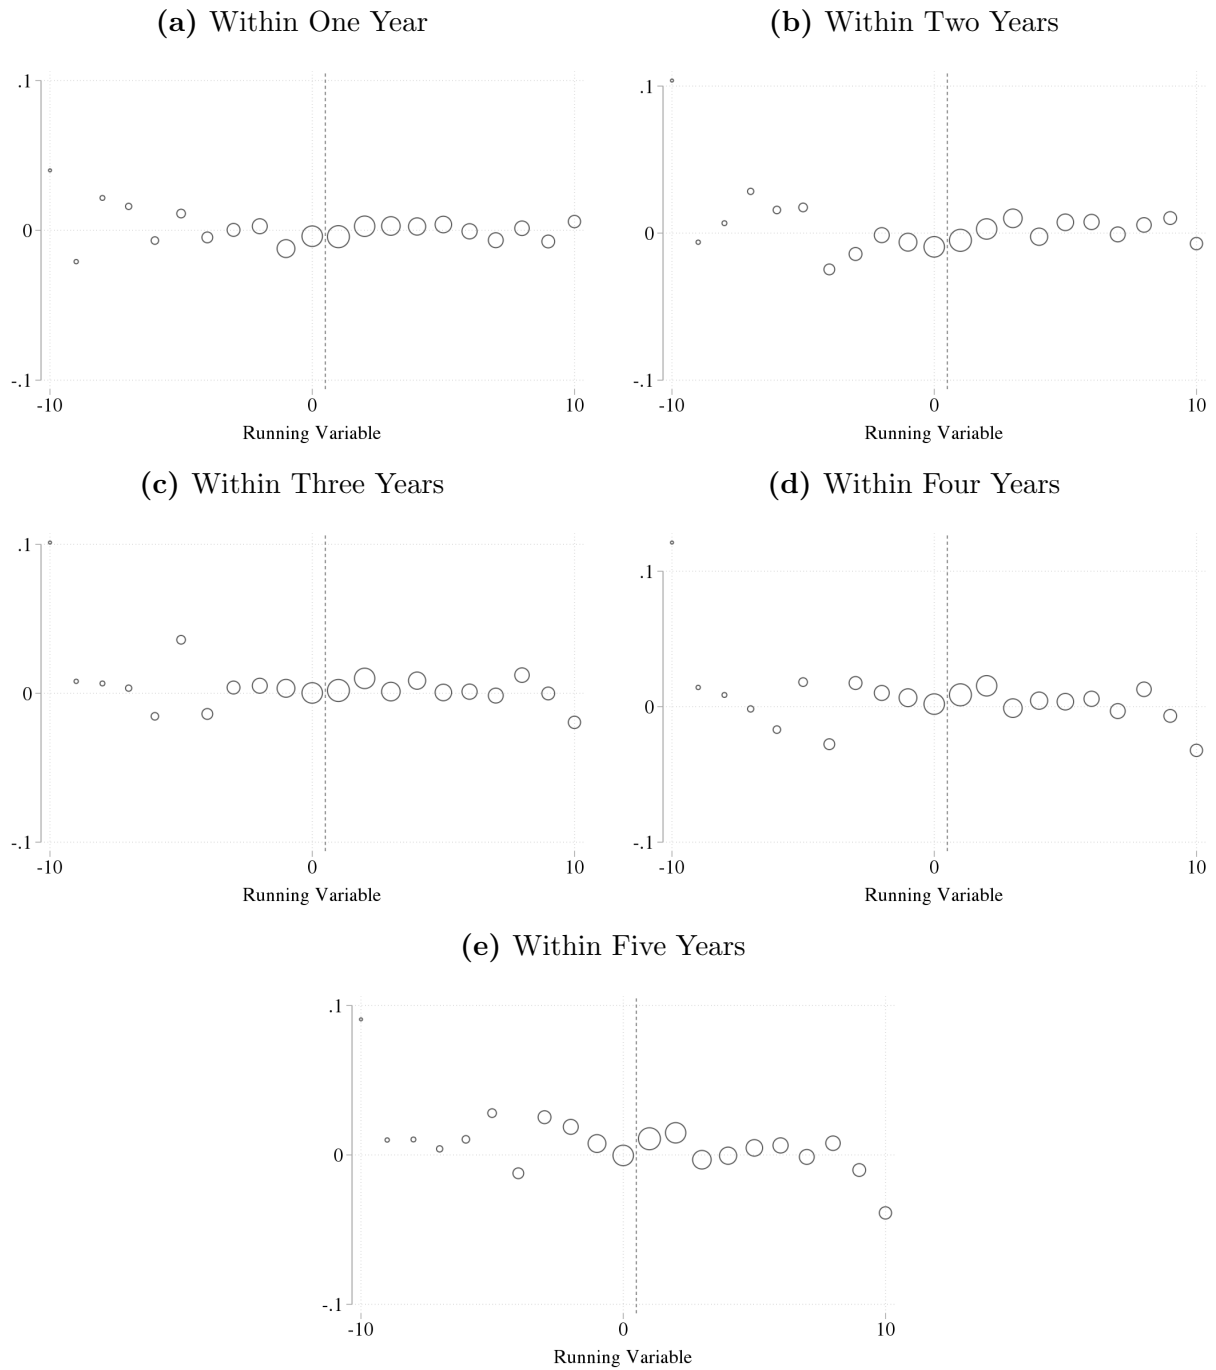 (a) Within One Year
(b) Within Two Years
.1
0
-.1
-10 0 10
Running Variable
.1
0
-.1
-10 0 10
Running Variable
(c) Within Three Years
(d) Within Four Years
.1
0
-.1
-10 0 10
Running Variable
.1
0
-.1
-10 0 10
Running Variable
(e) Within Five Years
.1
0
-.1
-10 0 10
Running Variable